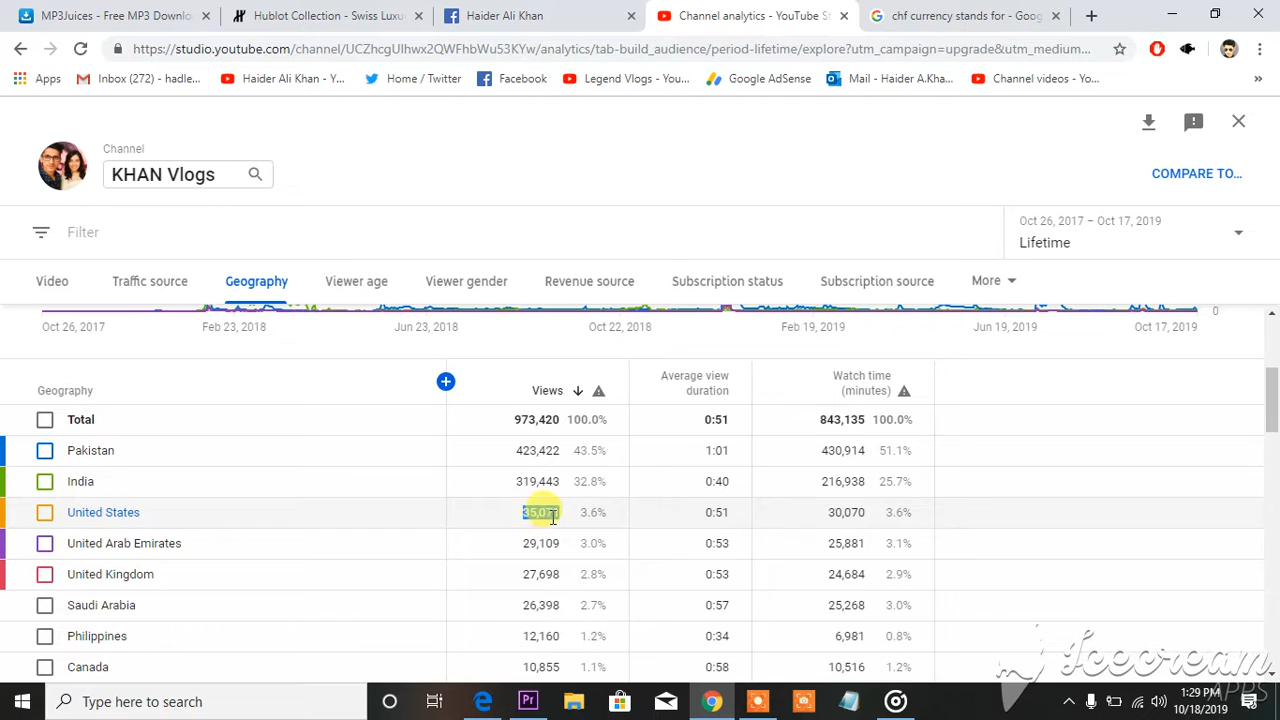 MP3Juices - Free MP3 Downlo
Hublot Collection - Swiss Lux
Haider Ali Khan
Channel analytics - YouTube St
chf currency stands for - Goog
https://studio.youtube.com/channel/UCZhcgUlhwx2QWFhbWu53KYw/analytics/tab-build_audience/period-lifetime/explore?utm_campaign=upgrade&utm_medium...
Apps
Inbox (272) - hadle...
Haider Ali Khan - Y...
Home / Twitter
Facebook
Legend Vlogs - You...
Google AdSense
Mail - Haider A.Kha...
Channel videos - Yo...
»
Channel
KHAN Vlogs
COMPARE TO...
Filter
Oct 26, 2017 – Oct 17, 2019
Lifetime
Video Traffic source Geography Viewer age Viewer gender Revenue source Subscription status Subscription source More
0
Oct 26, 2017 Feb 23, 2018 Jun 23, 2018 Oct 22, 2018 Feb 19, 2019 Jun 19, 2019 Oct 17, 2019
Geography Views Average view duration Watch time (minutes)
Total 973,420 100.0% 0:51 843,135 100.0%
Pakistan 423,422 43.5% 1:01 430,914 51.1%
India 319,443 32.8% 0:40 216,938 25.7%
United States 3.6% 0:51 30,070 3.6%
United Arab Emirates 29,109 3.0% 0:53 25,881 3.1%
United Kingdom 27,698 2.8% 0:53 24,684 2.9%
Saudi Arabia 26,398 2.7% 0:57 25,268 3.0%
Philippines 12,160 1.2% 0:34 6,981 0.8%
Canada 10,855 1.1% 0:58 10,516 1.2%
Icecream
APPS
Type here to search
Pr
1:29 PM
10/18/2019